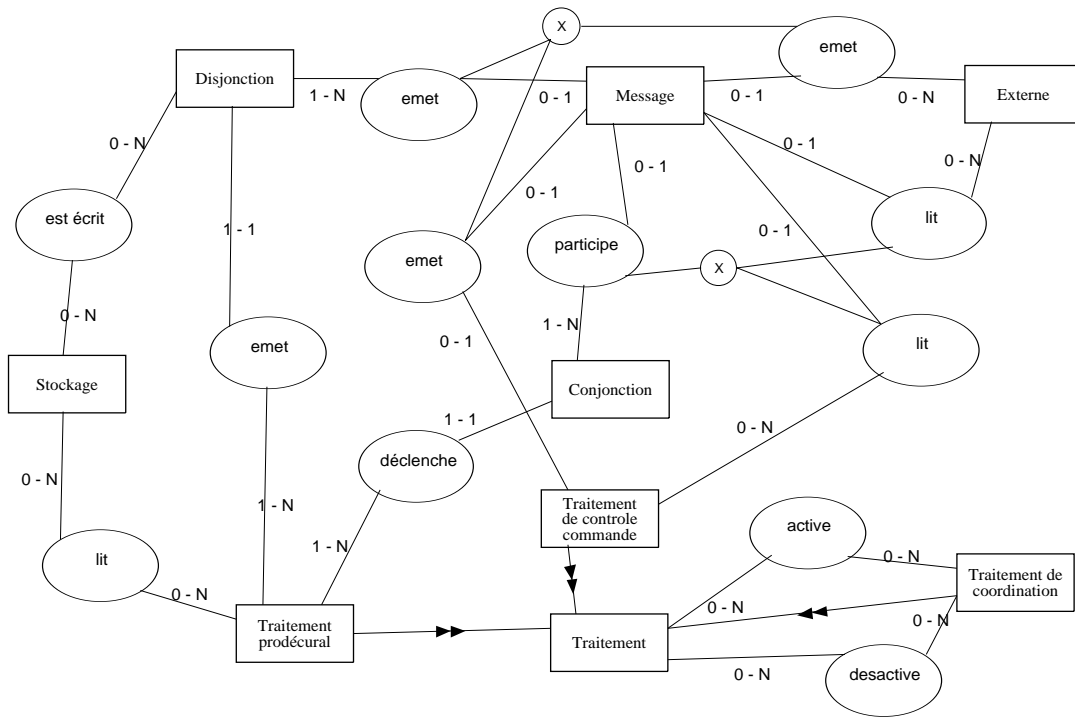 X
emet
Disjonction
1 - N
emet
0 - 1
Message
0 - 1
0 - N
Externe
0 - N
0 - 1
0 - N
0 - 1
0 - 1
est écrit
1 - 1
emet
participe
0 - 1
lit
X
0 - N
emet
0 - 1
1 - N
lit
Stockage
Conjonction
1 - 1
0 - N
déclenche
0 - N
Traitement
de controle
commande
active
1 - N
lit
1 - N
0 - N
0 - N
Traitement de
coordination
0 - N
Traitement
prodécural
Traitement
0 - N
0 - N
desactive